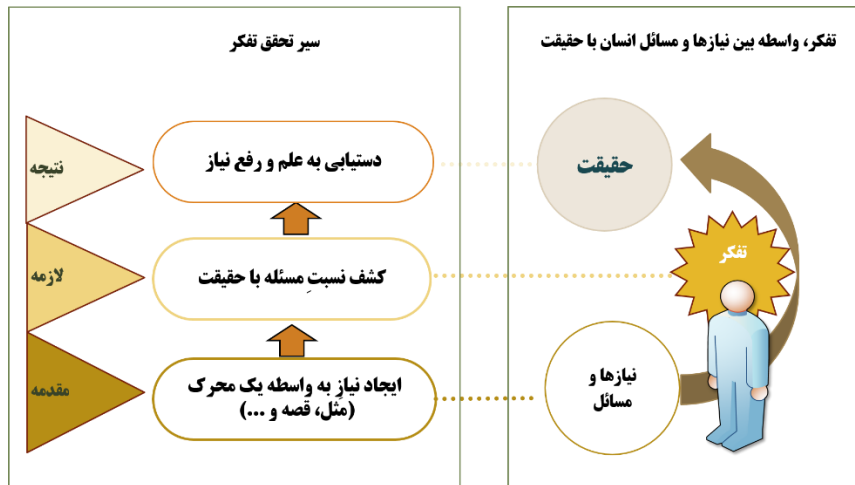 تفکر، واسطه بین نیازها و مسائل انسان با حقیقت
حقیقت
تفکر
نیازها و
مسائل
سیر تحقق تفکر
دستیابی به علم و رفع نیاز
نتیجه
کشف نسبتِ مسئله با حقیقت
لازمه
ایجاد نیازِ به واسطه یک محرک
(مثل، قصه و ...)
مقدمه